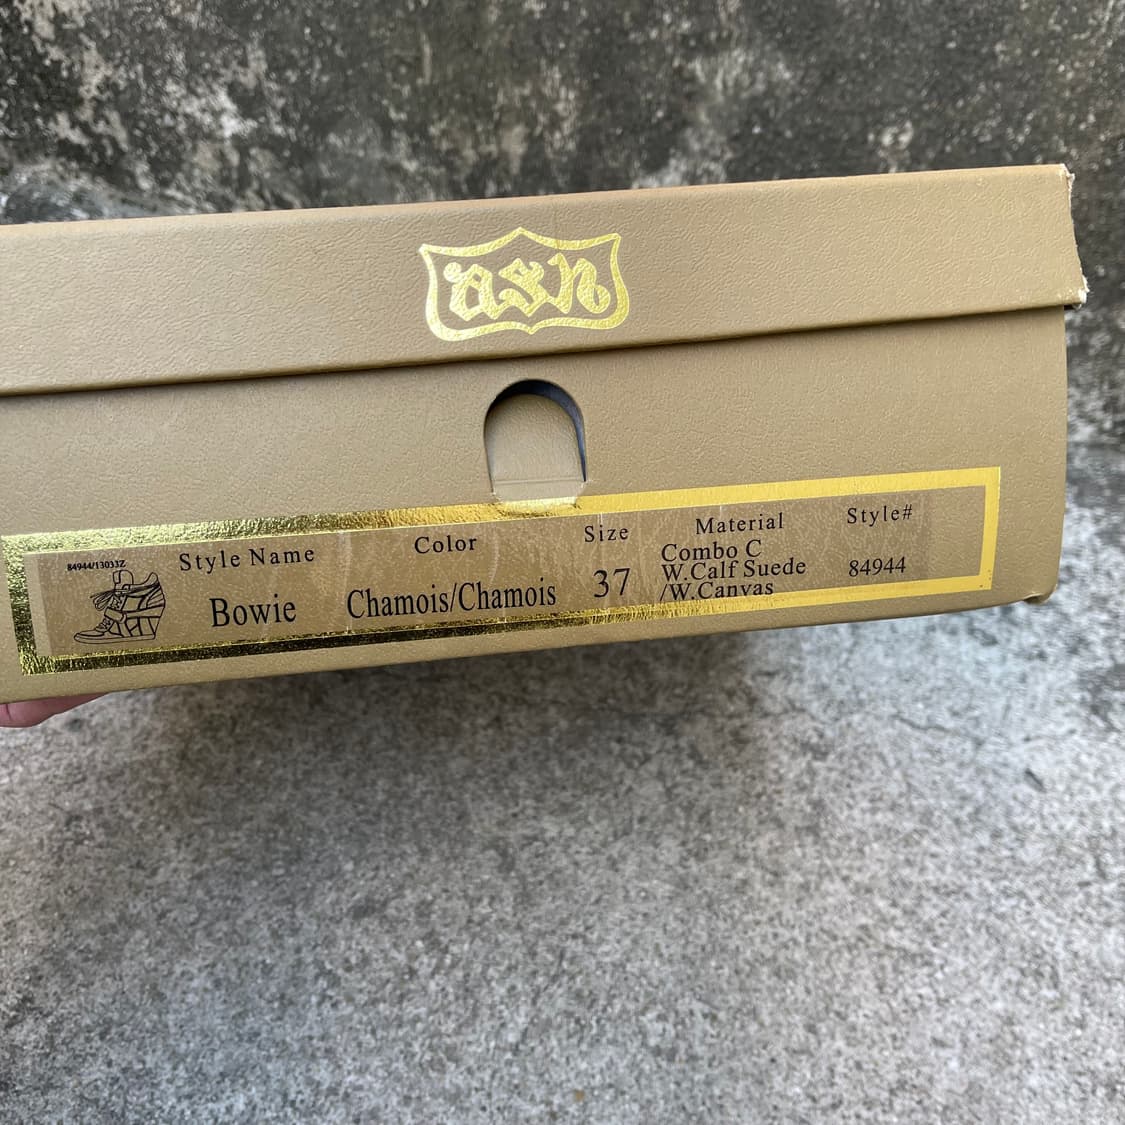 ash
84944/13033Z
Style Name
Bowie
Color
Chamois/Chamois
Size
37
Material
Combo C
W.Calf Suede
/W.Canvas
Style#
84944